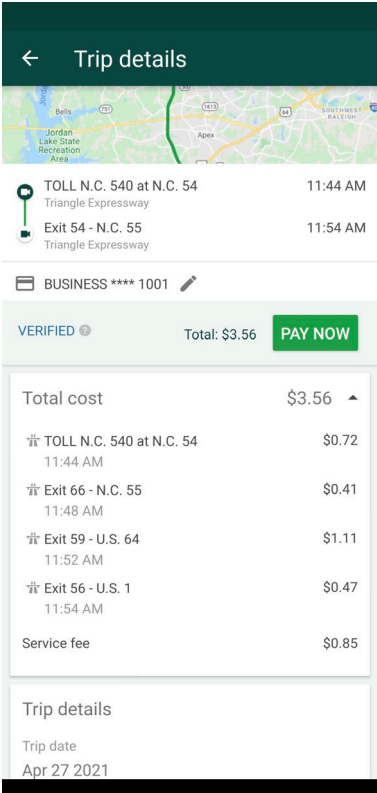 Trip details
Bells
751
55
1613
64
SOUTHWEST
RALEIGH
Jordan
Lake State
Recreation
Area
Apex
TOLL N.C. 540 at N.C. 54
11:44 AM
Triangle Expressway
Exit 54 - N.C. 55
11:54 AM
Triangle Expressway
BUSINESS **** 1001
VERIFIED ?
Total: $3.56
PAY NOW
Total cost
$3.56
TOLL N.C. 540 at N.C. 54
$0.72
11:44 AM
Exit 66 - N.C. 55
$0.41
11:48 AM
Exit 59 - U.S. 64
$1.11
11:52 AM
Exit 56 - U.S. 1
$0.47
11:54 AM
Service fee
$0.85
Trip details
Trip date
Apr 27 2021